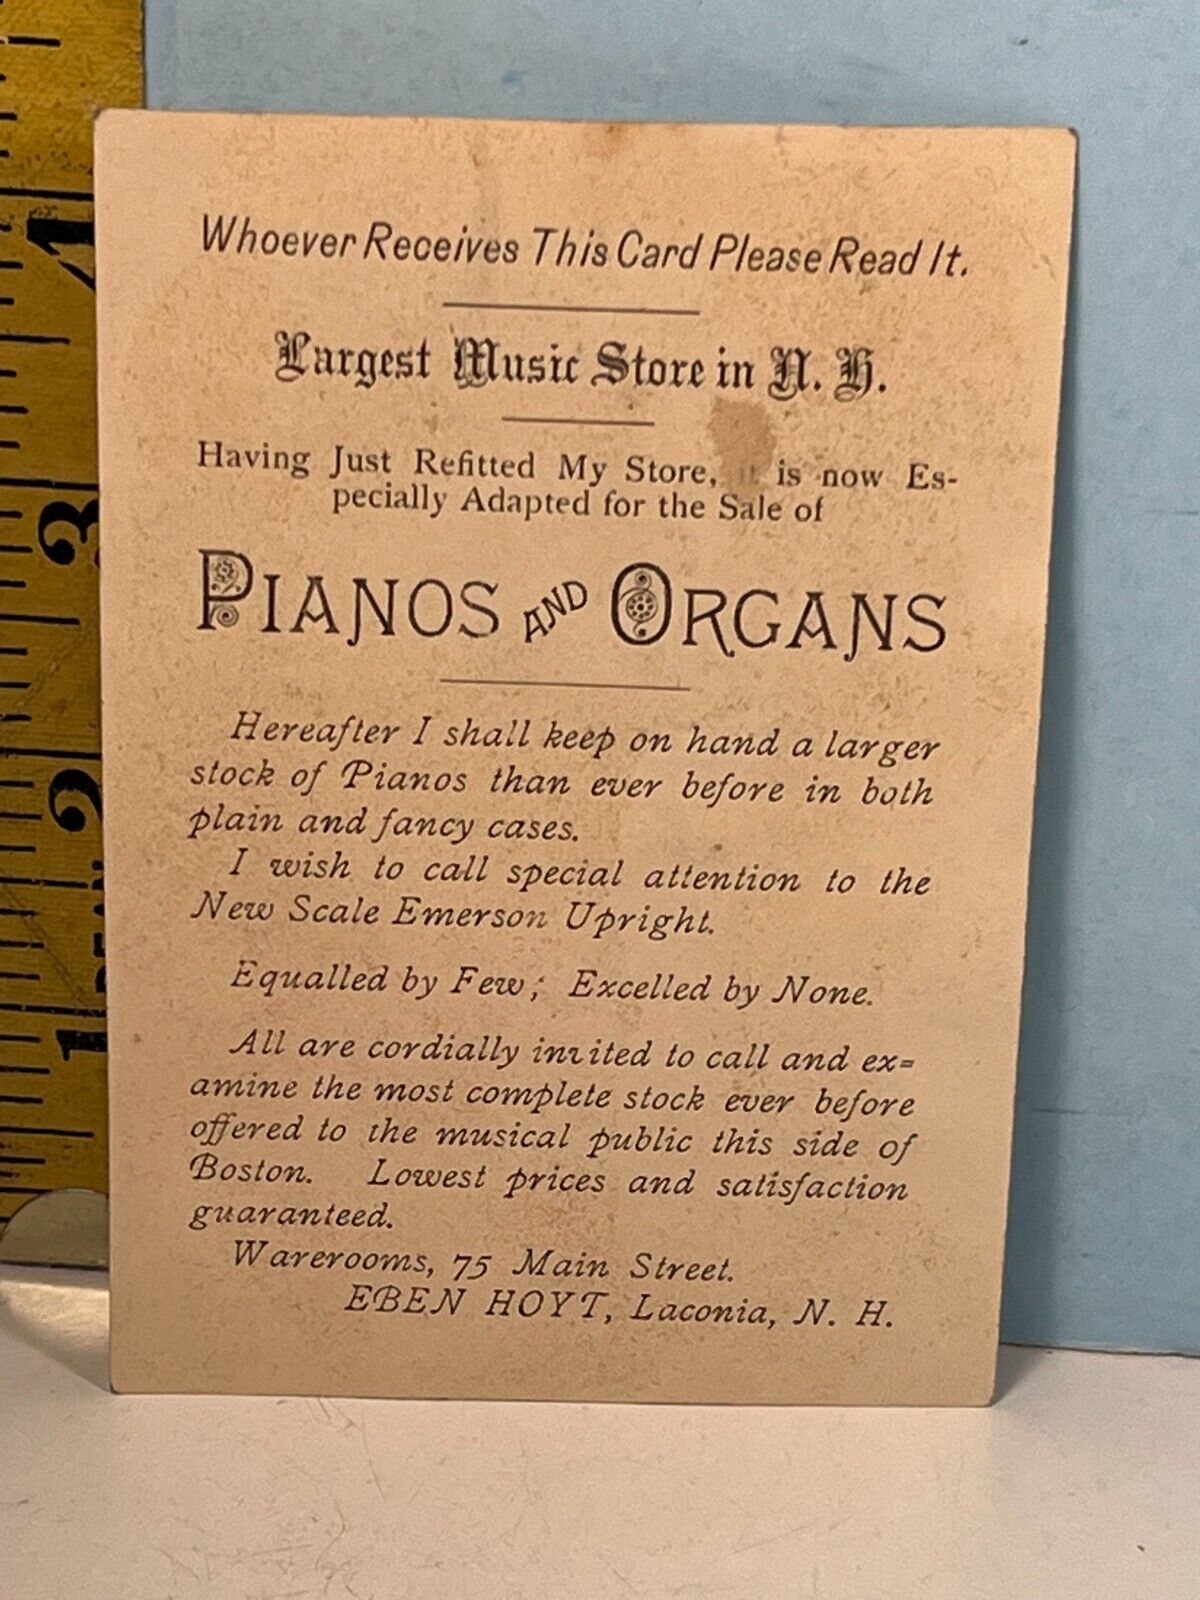 Whoever Receives This Card Please Read It.
Largest Music Store in N. H.
Having Just Refitted My Store, it is now Es-
pecially Adapted for the Sale of
PIANOS AND ORGANS
Hereafter I shall keep on hand a larger
stock of Pianos than ever before in both
plain and fancy cases.
I wish to call special attention to the
New Scale Emerson Upright.
Equalled by Few; Excelled by None.
All are cordially invited to call and ex=
amine the most complete stock ever before
offered to the musical public this side of
Boston. Lowest prices and satisfaction
guaranteed.
Warerooms, 75 Main Street.
EBEN HOYT, Laconia, N. H.
4
3
2
1